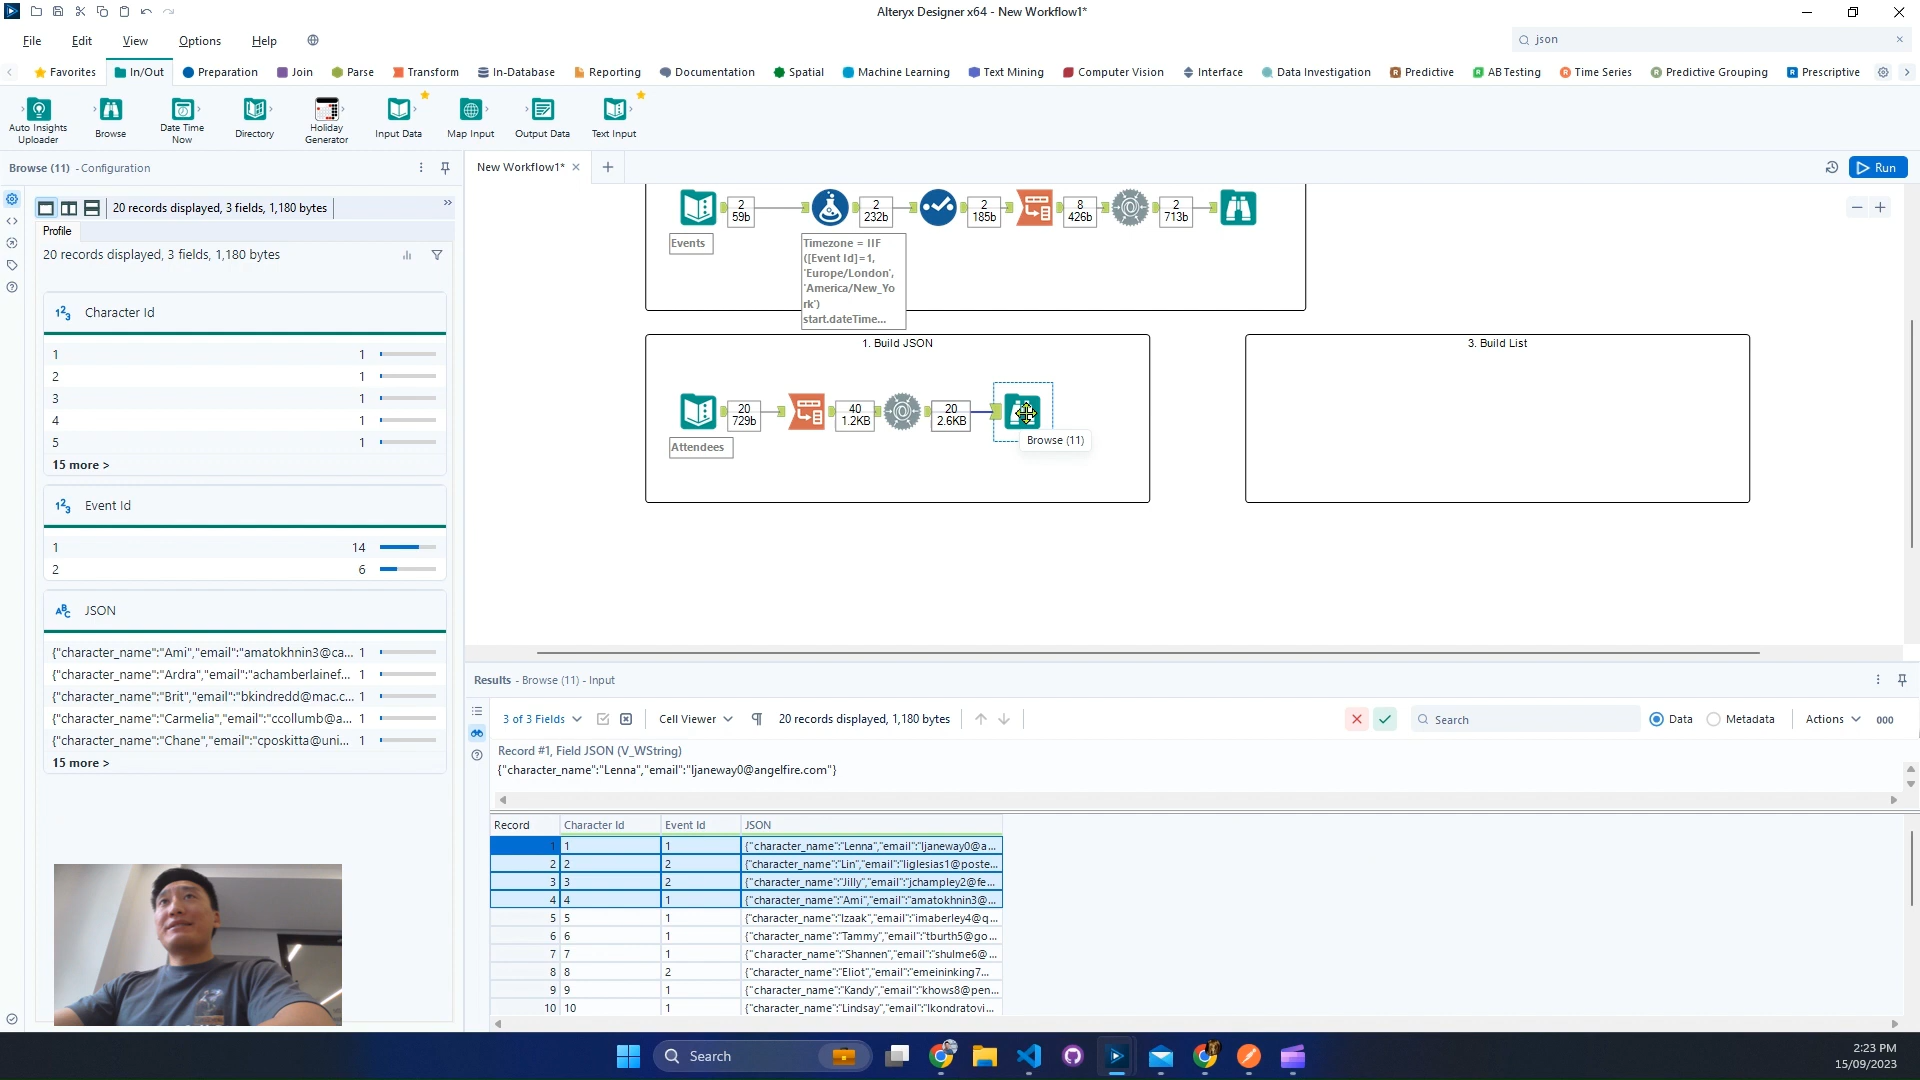 Alteryx Designer x64 - New Workflow1*
File Edit View Options Help
json
Favorites In/Out Preparation Join Parse Transform In-Database Reporting Documentation Spatial Machine Learning Text Mining Computer Vision Interface Data Investigation Predictive AB Testing Time Series Predictive Grouping Prescriptive
Auto Insights Uploader
Browse
Date Time Now
Directory
Holiday Generator
Input Data
Map Input
Output Data
Text Input
Browse (11) - Configuration
New Workflow1*
Run
20 records displayed, 3 fields, 1,180 bytes
Profile
20 records displayed, 3 fields, 1,180 bytes
Character Id
1 1
2 1
3 1
4 1
5 1
15 more >
Event Id
1 14
2 6
JSON
{"character_name":"Ami","email":"amatokhnin3@ca... 1
{"character_name":"Ardra","email":"achamberlainef... 1
{"character_name":"Brit","email":"bkindredd@mac.c... 1
{"character_name":"Carmelia","email":"ccollumb@a... 1
{"character_name":"Chane","email":"cposkitta@uni... 1
15 more >
2 59b
2 232b
2 185b
8 426b
2 713b
Events
Timezone = IIF
([Event Id]=1,
'Europe/London',
'America/New_Yo
rk')
start.dateTime...
1. Build JSON
3. Build List
20 729b
40 1.2KB
20 2.6KB
Attendees
Browse (11)
Results - Browse (11) - Input
3 of 3 Fields Cell Viewer 20 records displayed, 1,180 bytes Search Data Metadata Actions 000
Record #1, Field JSON (V_WString)
{"character_name":"Lenna","email":"ljaneway0@angelfire.com"}
Record Character Id Event Id JSON
1 1 1 {"character_name":"Lenna","email":"ljaneway0@a...
2 2 2 {"character_name":"Lin","email":"liglesias1@poste...
3 3 2 {"character_name":"Jilly","email":"jchampley2@fe...
4 4 1 {"character_name":"Ami","email":"amatokhnin3@...
5 5 1 {"character_name":"Izaak","email":"imaberley4@q...
6 6 1 {"character_name":"Tammy","email":"tburth5@go...
7 7 1 {"character_name":"Shannen","email":"shulme6@...
8 8 2 {"character_name":"Eliot","email":"emeininking7...
9 9 1 {"character_name":"Kandy","email":"khows8@pen...
10 10 1 {"character_name":"Lindsay","email":"lkondratovi...
Search
2:23 PM
15/09/2023